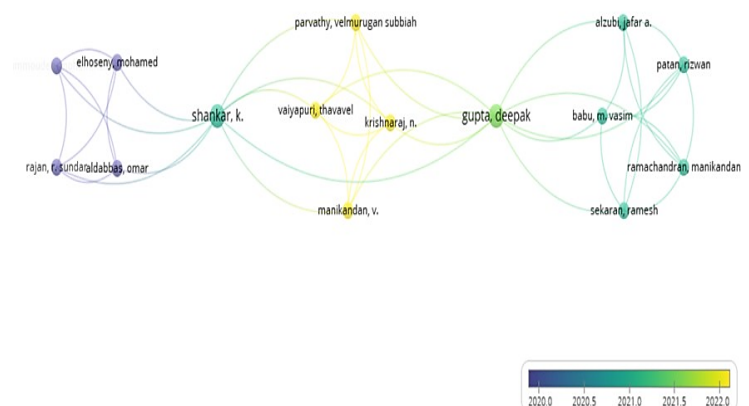 parvathy, velmurugan subbiah
alzubi, jafar a.
elhoseny, mohamed
patan, rizwan
shankar, k.
vaiyapuri, thavavel
krishnaraj, n.
gupta, deepak
babu, m. vasim
rajan, r. sundar
aldabbas, omar
ramachandran, manikandan
manikandan, v.
sekaran, ramesh
2020.0 2020.5 2021.0 2021.5 2022.0